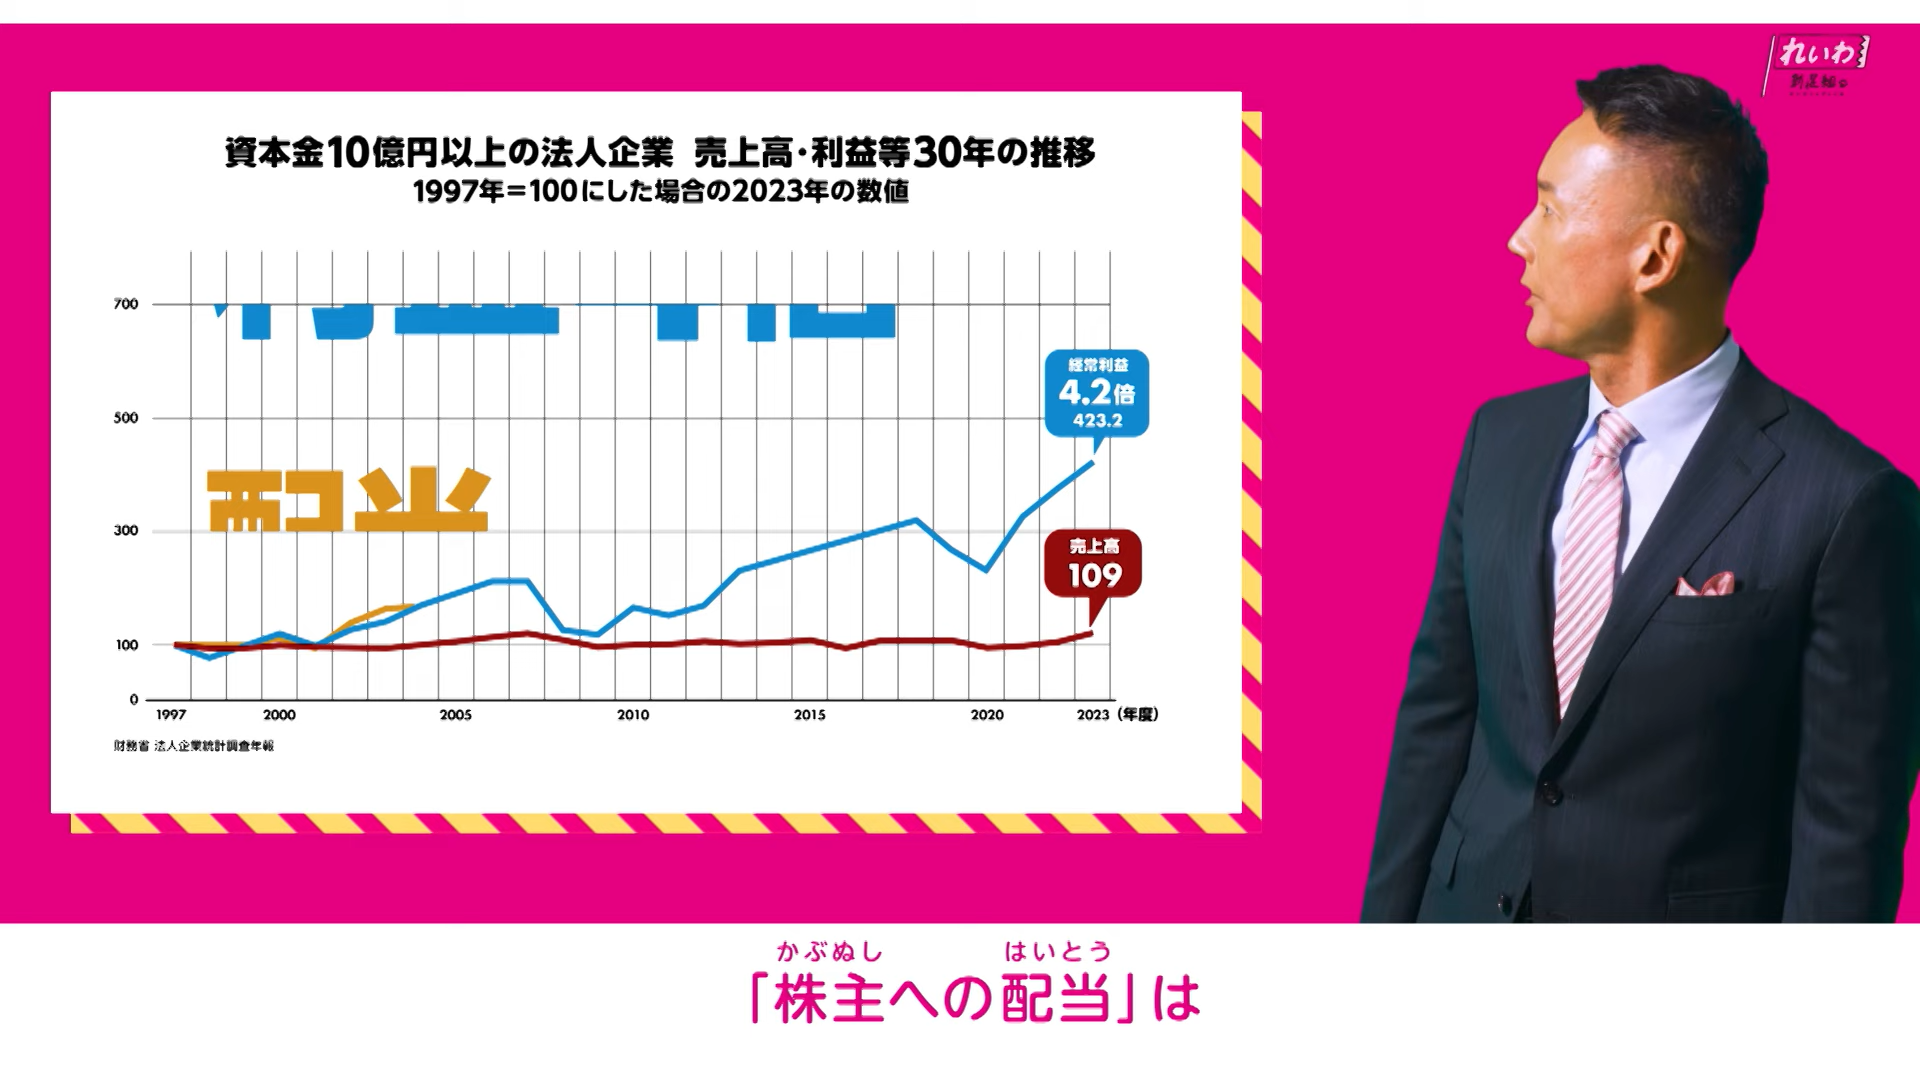 れいわ
資本金10億円以上の法人企業 売上高・利益等30年の推移
1997年=100にした場合の2023年の数値
700
500
300
100
0
経常利益
4.2倍
423.2
売上高
109
1997 2000 2005 2010 2015 2020 2023 (年度)
財務省 法人企業統計調査年報
かぶぬし はいとう
「株主への配当」は